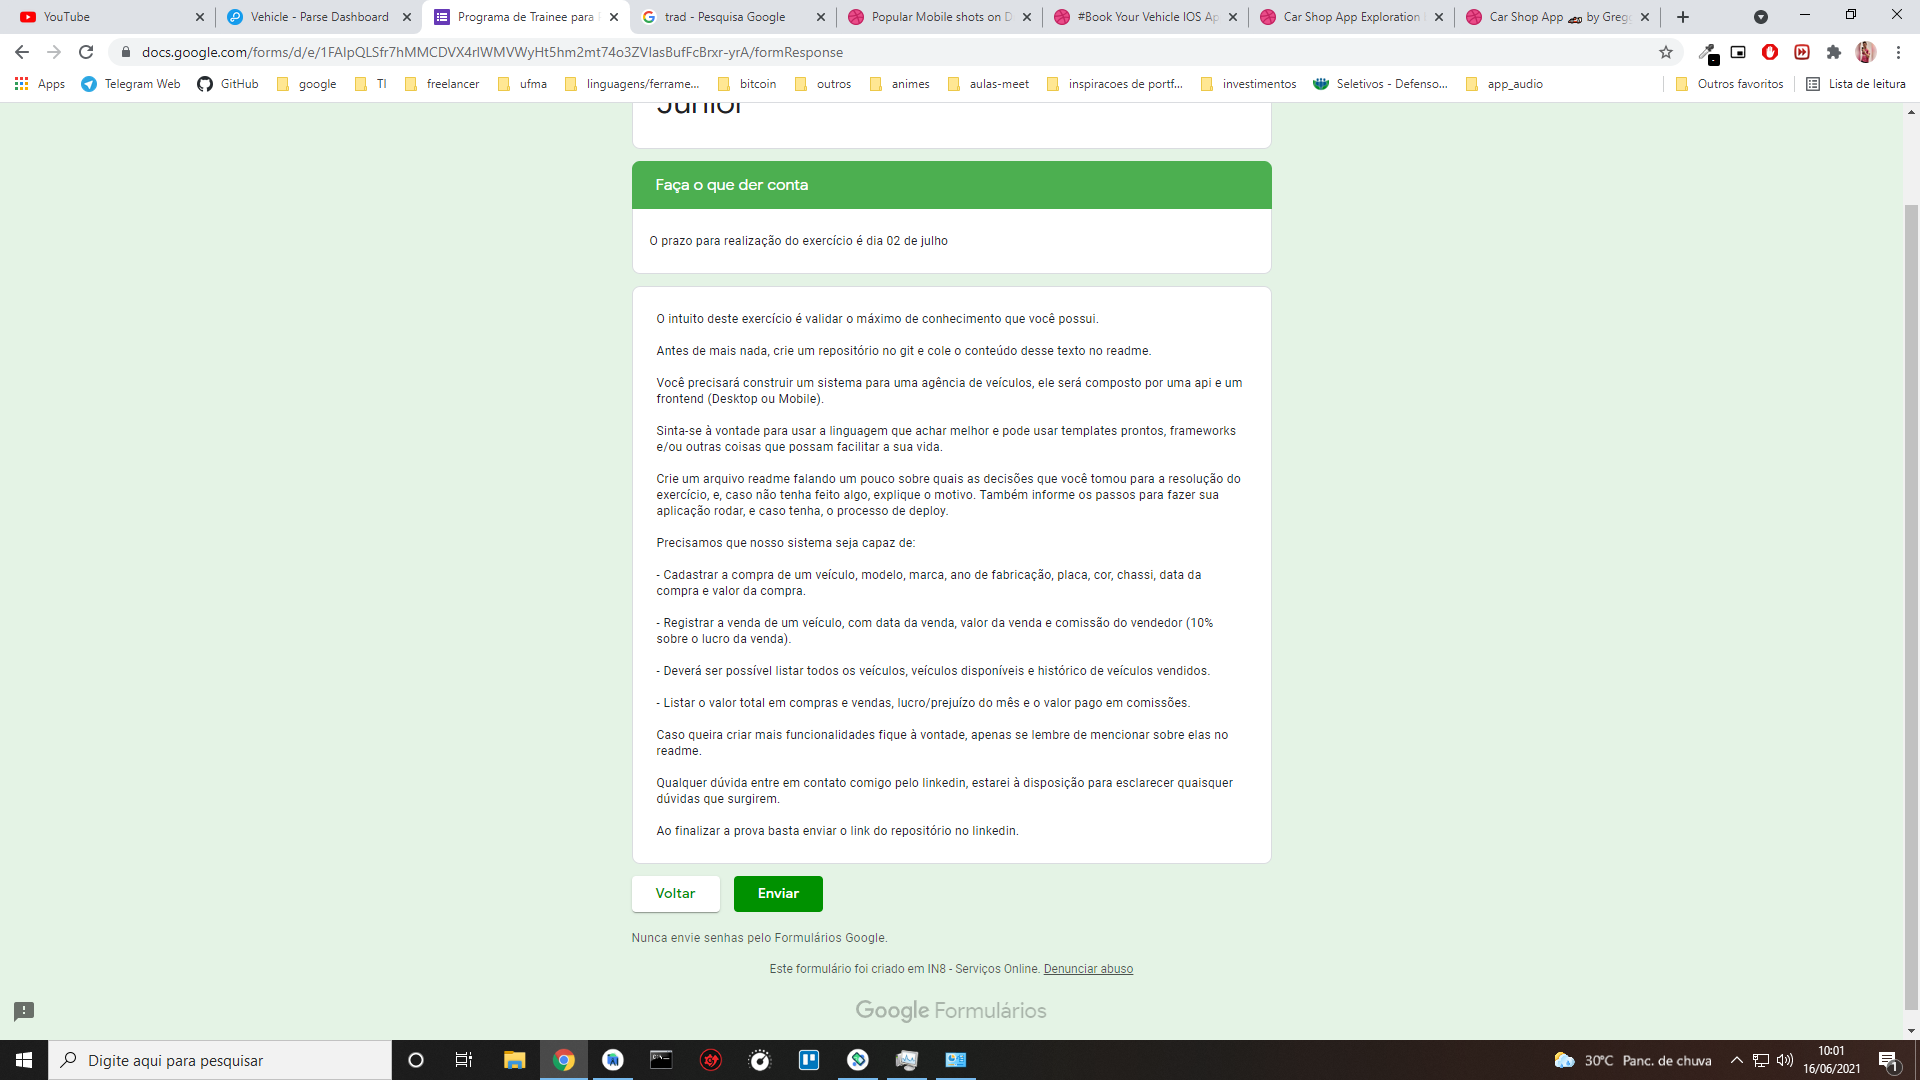 YouTube
Vehicle - Parse Dashboard
Programa de Trainee para
trad - Pesquisa Google
Popular Mobile shots on D
#Book Your Vehicle IOS Ap
Car Shop App Exploration
Car Shop App by Greg
docs.google.com/forms/d/e/1FAIpQLSfr7hMMCDVX4rlWMVWyHt5hm2mt74o3ZVIasBufFcBrxr-yrA/formResponse
Apps
Telegram Web
GitHub
google
TI
freelancer
ufma
linguagens/ferrame...
bitcoin
outros
animes
aulas-meet
inspiracoes de portf...
investimentos
Seletivos - Defenso...
app_audio
Outros favoritos
Lista de leitura
Júnior
Faça o que der conta
O prazo para realização do exercício é dia 02 de julho
O intuito deste exercício é validar o máximo de conhecimento que você possui.
Antes de mais nada, crie um repositório no git e cole o conteúdo desse texto no readme.
Você precisará construir um sistema para uma agência de veículos, ele será composto por uma api e um
frontend (Desktop ou Mobile).
Sinta-se à vontade para usar a linguagem que achar melhor e pode usar templates prontos, frameworks
e/ou outras coisas que possam facilitar a sua vida.
Crie um arquivo readme falando um pouco sobre quais as decisões que você tomou para a resolução do
exercício, e, caso não tenha feito algo, explique o motivo. Também informe os passos para fazer sua
aplicação rodar, e caso tenha, o processo de deploy.
Precisamos que nosso sistema seja capaz de:
- Cadastrar a compra de um veículo, modelo, marca, ano de fabricação, placa, cor, chassi, data da
compra e valor da compra.
- Registrar a venda de um veículo, com data da venda, valor da venda e comissão do vendedor (10%
sobre o lucro da venda).
- Deverá ser possível listar todos os veículos, veículos disponíveis e histórico de veículos vendidos.
- Listar o valor total em compras e vendas, lucro/prejuízo do mês e o valor pago em comissões.
Caso queira criar mais funcionalidades fique à vontade, apenas se lembre de mencionar sobre elas no
readme.
Qualquer dúvida entre em contato comigo pelo linkedin, estarei à disposição para esclarecer quaisquer
dúvidas que surgirem.
Ao finalizar a prova basta enviar o link do repositório no linkedin.
Voltar
Enviar
Nunca envie senhas pelo Formulários Google.
Este formulário foi criado em IN8 - Serviços Online. Denunciar abuso
Google Formulários
Digite aqui para pesquisar
30°C Panc. de chuva
10:01
16/06/2021
1